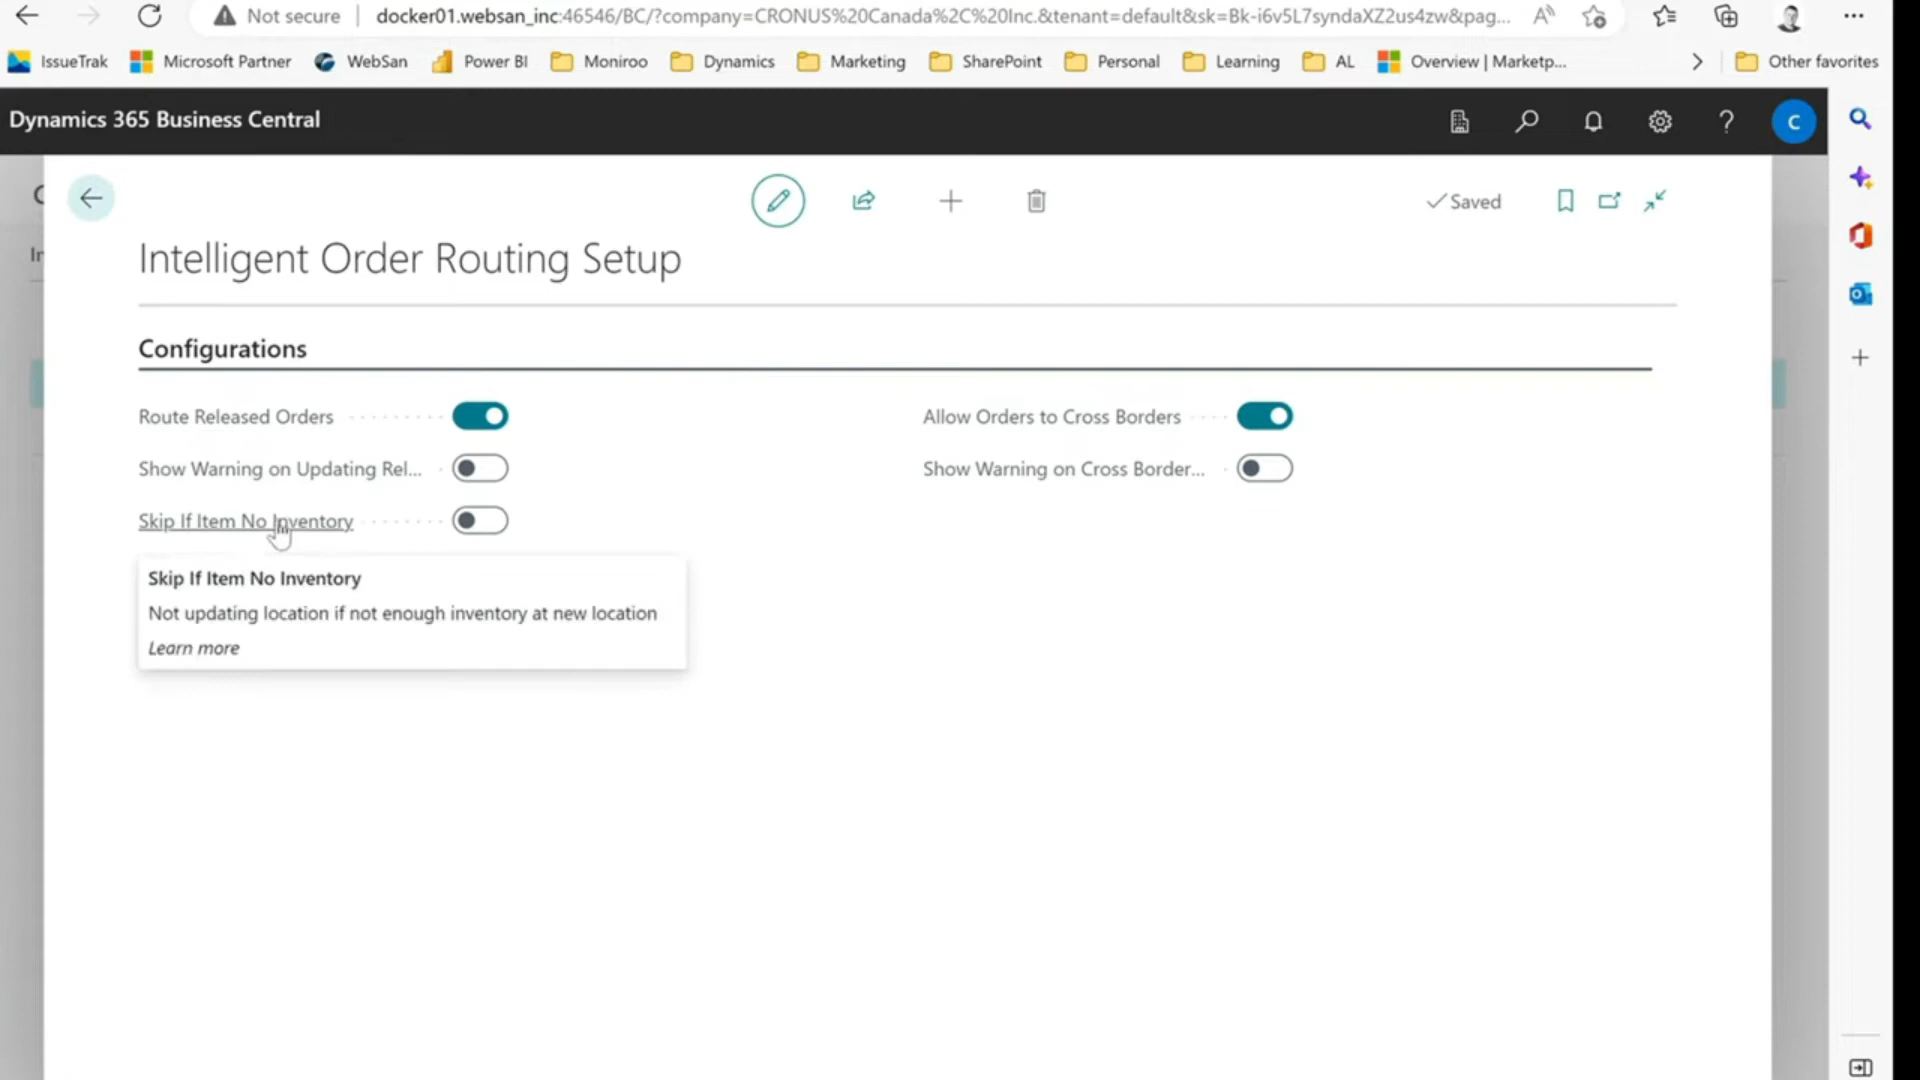 Not secure
docker01.websan_inc:46546/BC/?company=CRONUS%20Canada%2C%20Inc.&tenant=default&sk=Bk-i6v5L7syndaXZ2us4zw&pag...
IssueTrak Microsoft Partner WebSan Power BI Moniroo Dynamics Marketing SharePoint Personal Learning AL Overview | Marketp... Other favorites
Dynamics 365 Business Central
?
C
Saved
Intelligent Order Routing Setup
Configurations
Route Released Orders
Allow Orders to Cross Borders
Show Warning on Updating Rel...
Show Warning on Cross Border...
Skip If Item No Inventory
Skip If Item No Inventory
Not updating location if not enough inventory at new location
Learn more